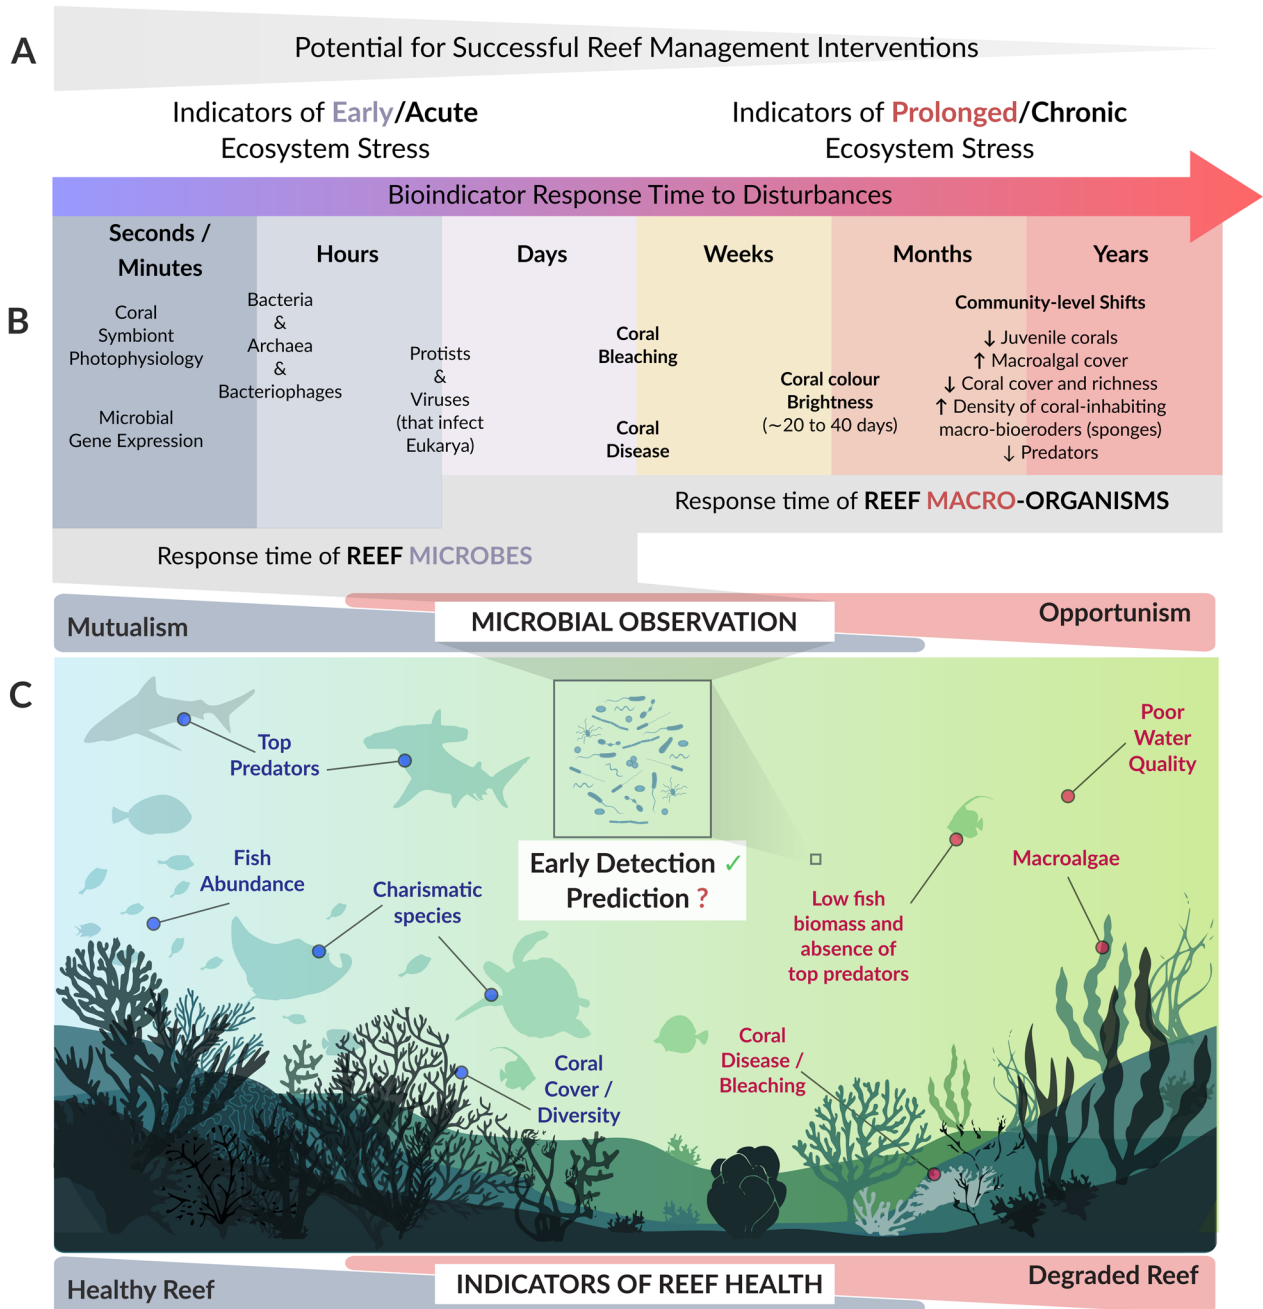 A
Potential for Successful Reef Management Interventions
Indicators of Early/Acute
Ecosystem Stress
Indicators of Prolonged/Chronic
Ecosystem Stress
Bioindicator Response Time to Disturbances
B
Seconds /
Minutes
Hours
Days
Weeks
Months
Years
Coral
Symbiont
Photophysiology
Microbial
Gene Expression
Bacteria
&
Archaea
&
Bacteriophages
Protists
&
Viruses
(that infect
Eukarya)
Coral
Bleaching
Coral
Disease
Coral colour
Brightness
(~20 to 40 days)
Community-level Shifts
↓ Juvenile corals
↑ Macroalgal cover
↓ Coral cover and richness
↑ Density of coral-inhabiting
macro-bioeroders (sponges)
↓ Predators
Response time of REEF MACRO-ORGANISMS
Response time of REEF MICROBES
Mutualism
MICROBIAL OBSERVATION
Opportunism
C
Top
Predators
Fish
Abundance
Charismatic
species
Early Detection ✓
Prediction ?
Coral
Cover /
Diversity
Poor
Water
Quality
Macroalgae
Low fish
biomass and
absence of
top predators
Coral
Disease /
Bleaching
Healthy Reef
INDICATORS OF REEF HEALTH
Degraded Reef